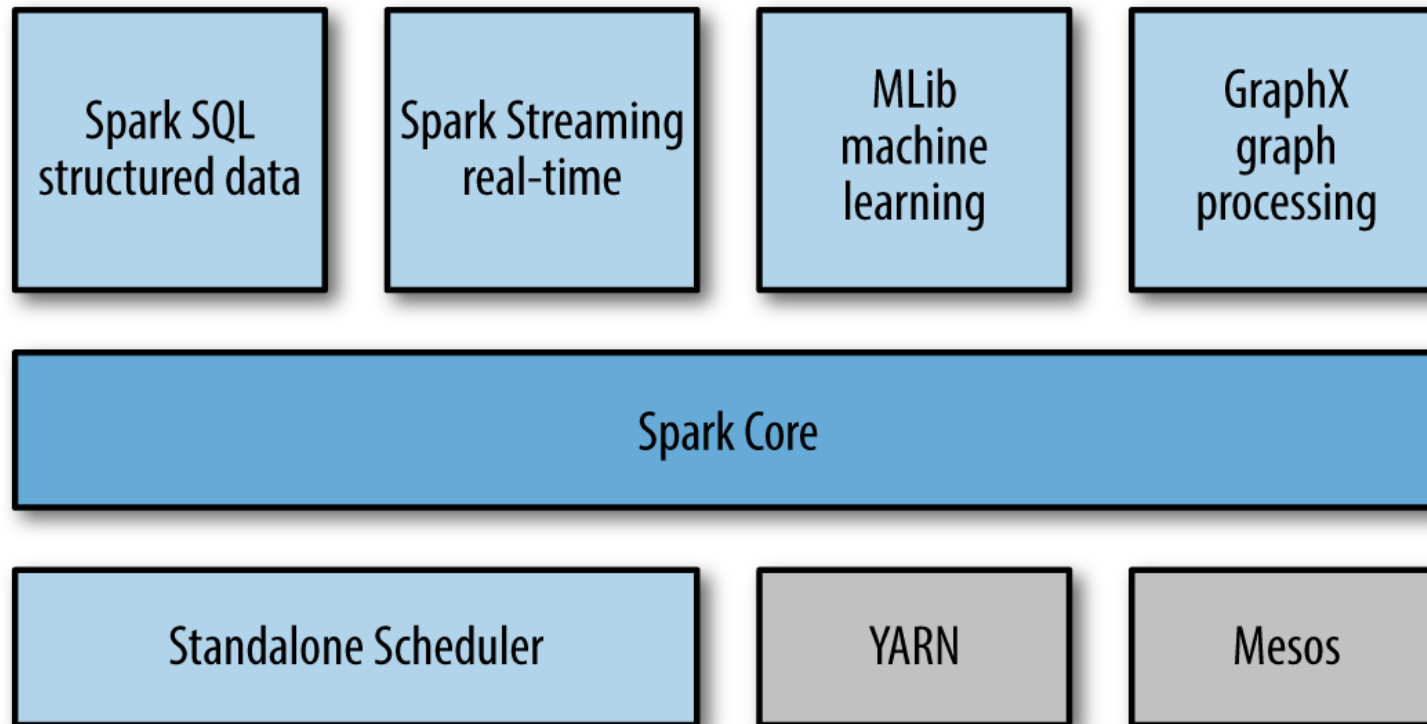 Spark SQL
structured data
Spark Streaming
real-time
MLib
machine
learning
GraphX
graph
processing
Spark Core
Standalone Scheduler
YARN
Mesos